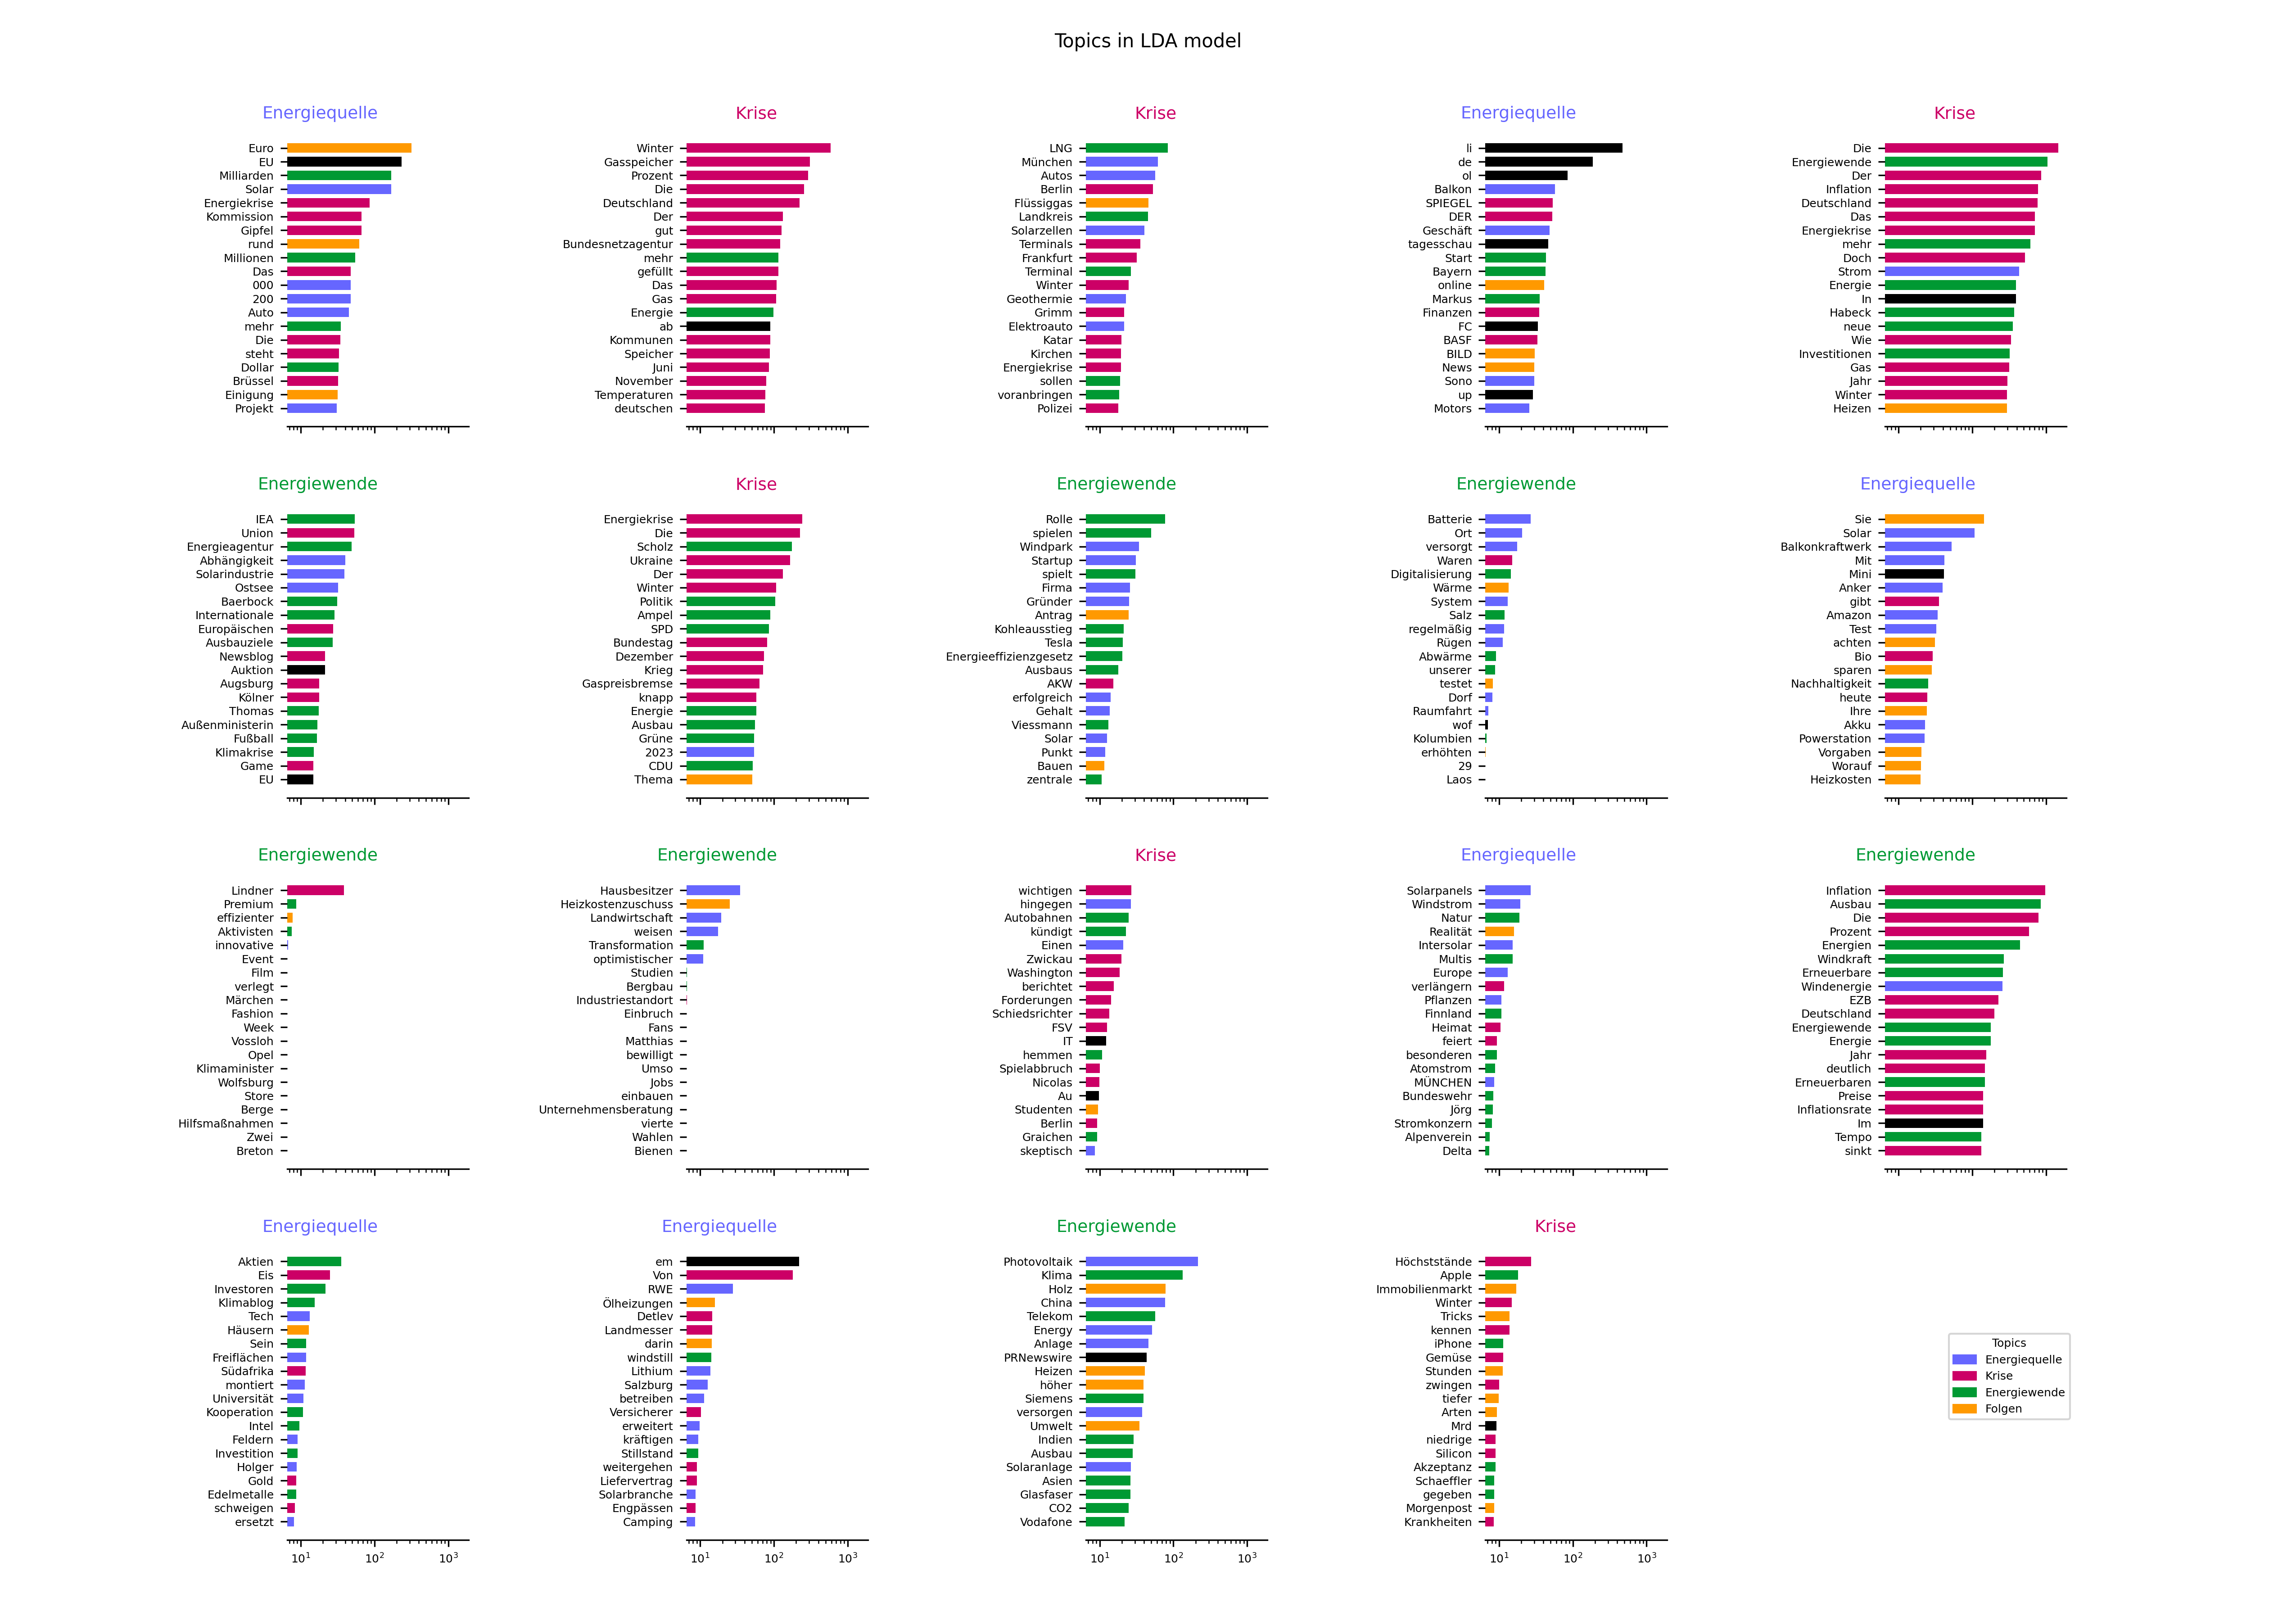 Topics in LDA model
Energiequelle
Euro
EU
Milliarden
Solar
Energiekrise
Kommission
Gipfel
rund
Millionen
Das
000
200
Auto
mehr
Die
steht
Dollar
Brüssel
Einigung
Projekt
Krise
Winter
Gasspeicher
Prozent
Die
Deutschland
Der
gut
Bundesnetzagentur
mehr
gefüllt
Das
Gas
Energie
ab
Kommunen
Speicher
Juni
November
Temperaturen
deutschen
Krise
LNG
München
Autos
Berlin
Flüssiggas
Landkreis
Solarzellen
Terminals
Frankfurt
Terminal
Winter
Geothermie
Grimm
Elektroauto
Katar
Kirchen
Energiekrise
sollen
voranbringen
Polizei
Energiequelle
li
de
ol
Balkon
SPIEGEL
DER
Geschäft
tagesschau
Start
Bayern
online
Markus
Finanzen
FC
BASF
BILD
News
Sono
up
Motors
Krise
Die
Energiewende
Der
Inflation
Deutschland
Das
Energiekrise
mehr
Doch
Strom
Energie
In
Habeck
neue
Wie
Investitionen
Gas
Jahr
Winter
Heizen
Energiewende
IEA
Union
Energieagentur
Abhängigkeit
Solarindustrie
Ostsee
Baerbock
Internationale
Europäischen
Ausbauziele
Newsblog
Auktion
Augsburg
Kölner
Thomas
Außenministerin
Fußball
Klimakrise
Game
EU
Krise
Energiekrise
Die
Scholz
Ukraine
Der
Winter
Politik
Ampel
SPD
Bundestag
Dezember
Krieg
Gaspreisbremse
knapp
Energie
Ausbau
Grüne
2023
CDU
Thema
Energiewende
Rolle
spielen
Windpark
Startup
spielt
Firma
Gründer
Antrag
Kohleausstieg
Tesla
Energieeffizienzgesetz
Ausbaus
AKW
erfolgreich
Gehalt
Viessmann
Solar
Punkt
Bauen
zentrale
Energiewende
Batterie
Ort
versorgt
Waren
Digitalisierung
Wärme
System
Salz
regelmäßig
Rügen
Abwärme
unserer
testet
Dorf
Raumfahrt
wof
Kolumbien
erhöhten
29
Laos
Energiequelle
Sie
Solar
Balkonkraftwerk
Mit
Mini
Anker
gibt
Amazon
Test
achten
Bio
sparen
Nachhaltigkeit
heute
Ihre
Akku
Powerstation
Vorgaben
Worauf
Heizkosten
Energiewende
Lindner
Premium
effizienter
Aktivisten
innovative
Event
Film
verlegt
Märchen
Fashion
Week
Vossloh
Opel
Klimaminister
Wolfsburg
Store
Berge
Hilfsmaßnahmen
Zwei
Breton
Energiewende
Hausbesitzer
Heizkostenzuschuss
Landwirtschaft
weisen
Transformation
optimistischer
Studien
Bergbau
Industriestandort
Einbruch
Fans
Matthias
bewilligt
Umso
Jobs
einbauen
Unternehmensberatung
vierte
Wahlen
Bienen
Krise
wichtigen
hingegen
Autobahnen
kündigt
Einen
Zwickau
Washington
berichtet
Forderungen
Schiedsrichter
FSV
IT
hemmen
Spielabbruch
Nicolas
Au
Studenten
Berlin
Graichen
skeptisch
Energiequelle
Solarpanels
Windstrom
Natur
Realität
Intersolar
Multis
Europe
verlängern
Pflanzen
Finnland
Heimat
feiert
besonderen
Atomstrom
MÜNCHEN
Bundeswehr
Jörg
Stromkonzern
Alpenverein
Delta
Energiewende
Inflation
Ausbau
Die
Prozent
Energien
Windkraft
Erneuerbare
Windenergie
EZB
Deutschland
Energiewende
Energie
Jahr
deutlich
Erneuerbaren
Preise
Inflationsrate
Im
Tempo
sinkt
Energiequelle
Aktien
Eis
Investoren
Klimablog
Tech
Häusern
Sein
Freiflächen
Südafrika
montiert
Universität
Kooperation
Intel
Feldern
Investition
Holger
Gold
Edelmetalle
schweigen
ersetzt
10¹ 10² 10³
Energiequelle
em
Von
RWE
Ölheizungen
Detlev
Landmesser
darin
windstill
Lithium
Salzburg
betreiben
Versicherer
erweitert
kräftigen
Stillstand
weitergehen
Liefervertrag
Solarbranche
Engpässen
Camping
10¹ 10² 10³
Energiewende
Photovoltaik
Klima
Holz
China
Telekom
Energy
Anlage
PRNewswire
Heizen
höher
Siemens
versorgen
Umwelt
Indien
Ausbau
Solaranlage
Asien
Glasfaser
CO2
Vodafone
10¹ 10² 10³
Krise
Höchststände
Apple
Immobilienmarkt
Winter
Tricks
kennen
iPhone
Gemüse
Stunden
zwingen
tiefer
Arten
Mrd
niedrige
Silicon
Akzeptanz
Schaeffler
gegeben
Morgenpost
Krankheiten
10¹ 10² 10³
Topics
Energiequelle
Krise
Energiewende
Folgen